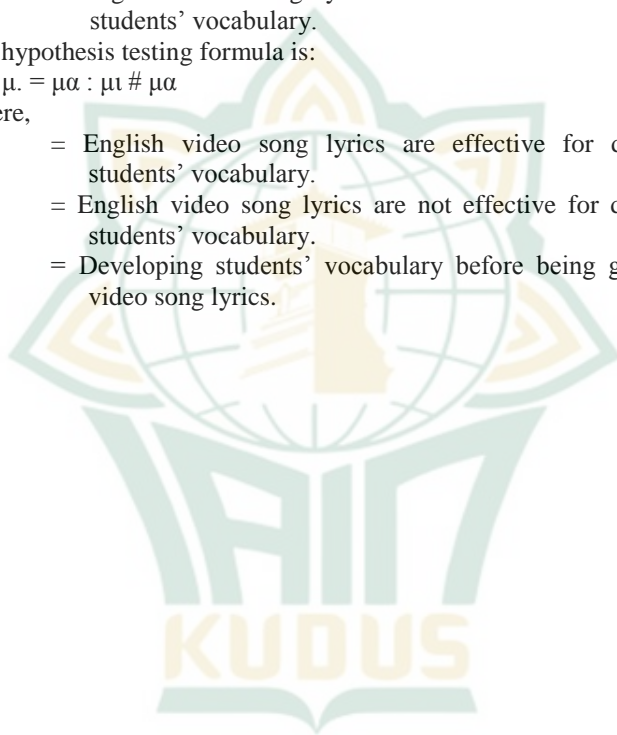 students’ vocabulary.
hypothesis testing formula is:
μ. = μα : μι # μα
= English video song lyrics are effective for
students’ vocabulary.
= English video song lyrics are not effective for
students’ vocabulary.
= Developing students’ vocabulary before being
video song lyrics.
IAIN
KUDUS